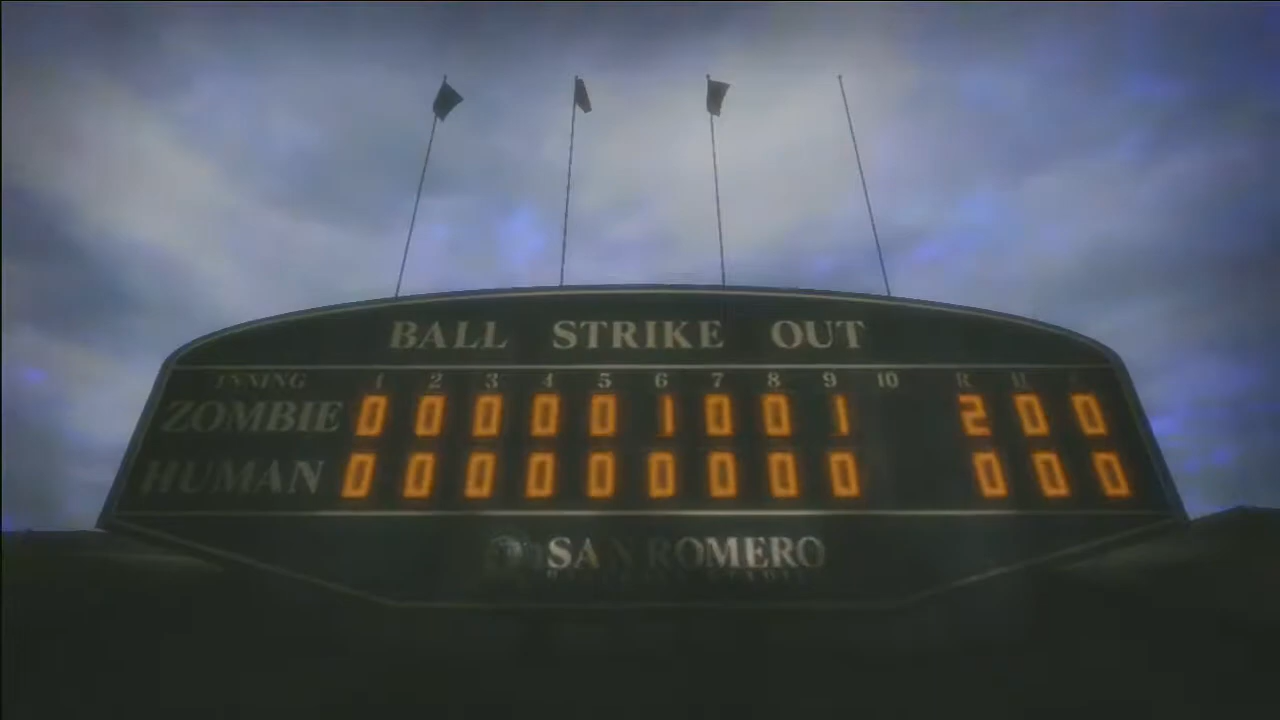 BALL STRIKE OUT
INNING 1 2 3 4 5 6 7 8 9 10 R H E
ZOMBIE 0 0 0 0 0 1 0 0 1 2 0 0
HUMAN 0 0 0 0 0 0 0 0 0 0 0 0
SAN ROMERO